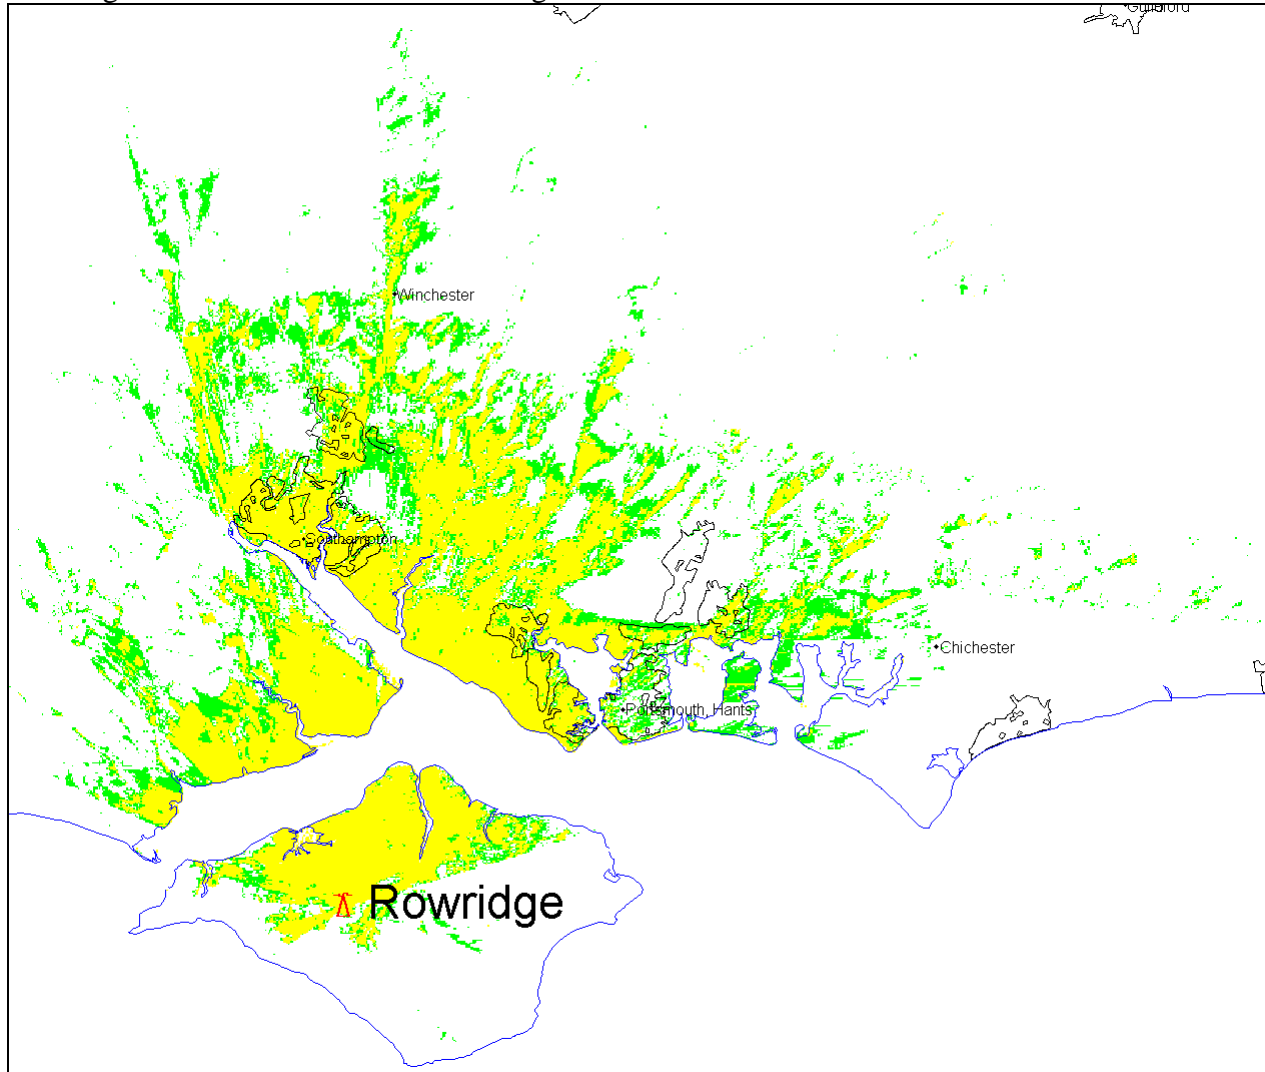 Guildford
Winchester
Southampton
Chichester
Portsmouth, Hants
Rowridge